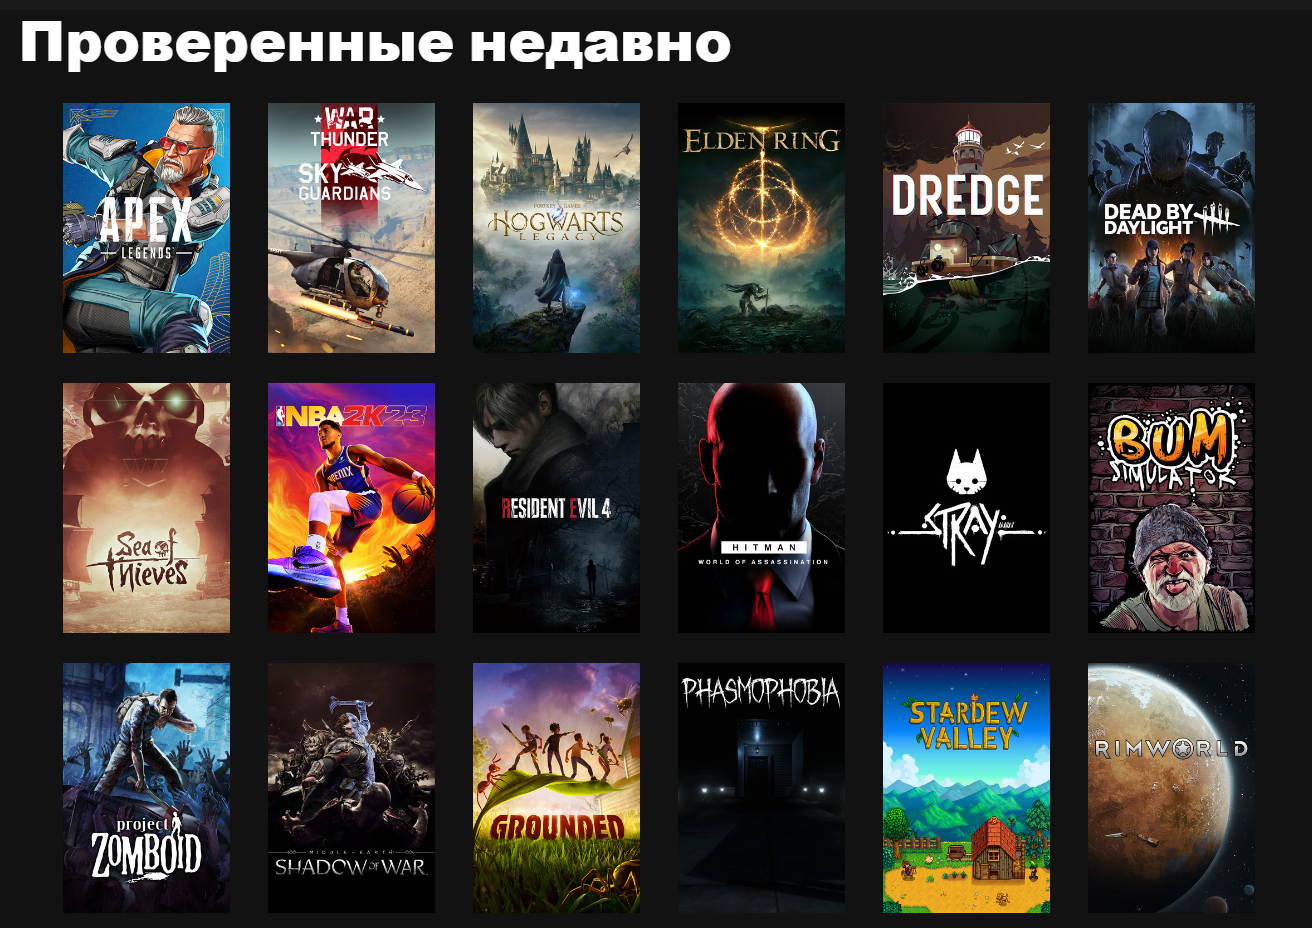 Проверенные недавно
APEX
LEGENDS
WAR
THUNDER
SKY
GUARDIANS
PORTKEY GAMES
HOGWARTS
LEGACY
ELDEN RING
DREDGE
DEAD BY
DAYLIGHT
Sea of
Thieves
NBA 2K23
PHOENIX
RESIDENT EVIL 4
HITMAN
WORLD OF ASSASSINATION
STRAY
BUM
SIMULATOR
project
ZOMBOID
MIDDLE-EARTH
SHADOW OF WAR
GROUNDED
PHASMOPHOBIA
STARDEW
VALLEY
RIMWORLD